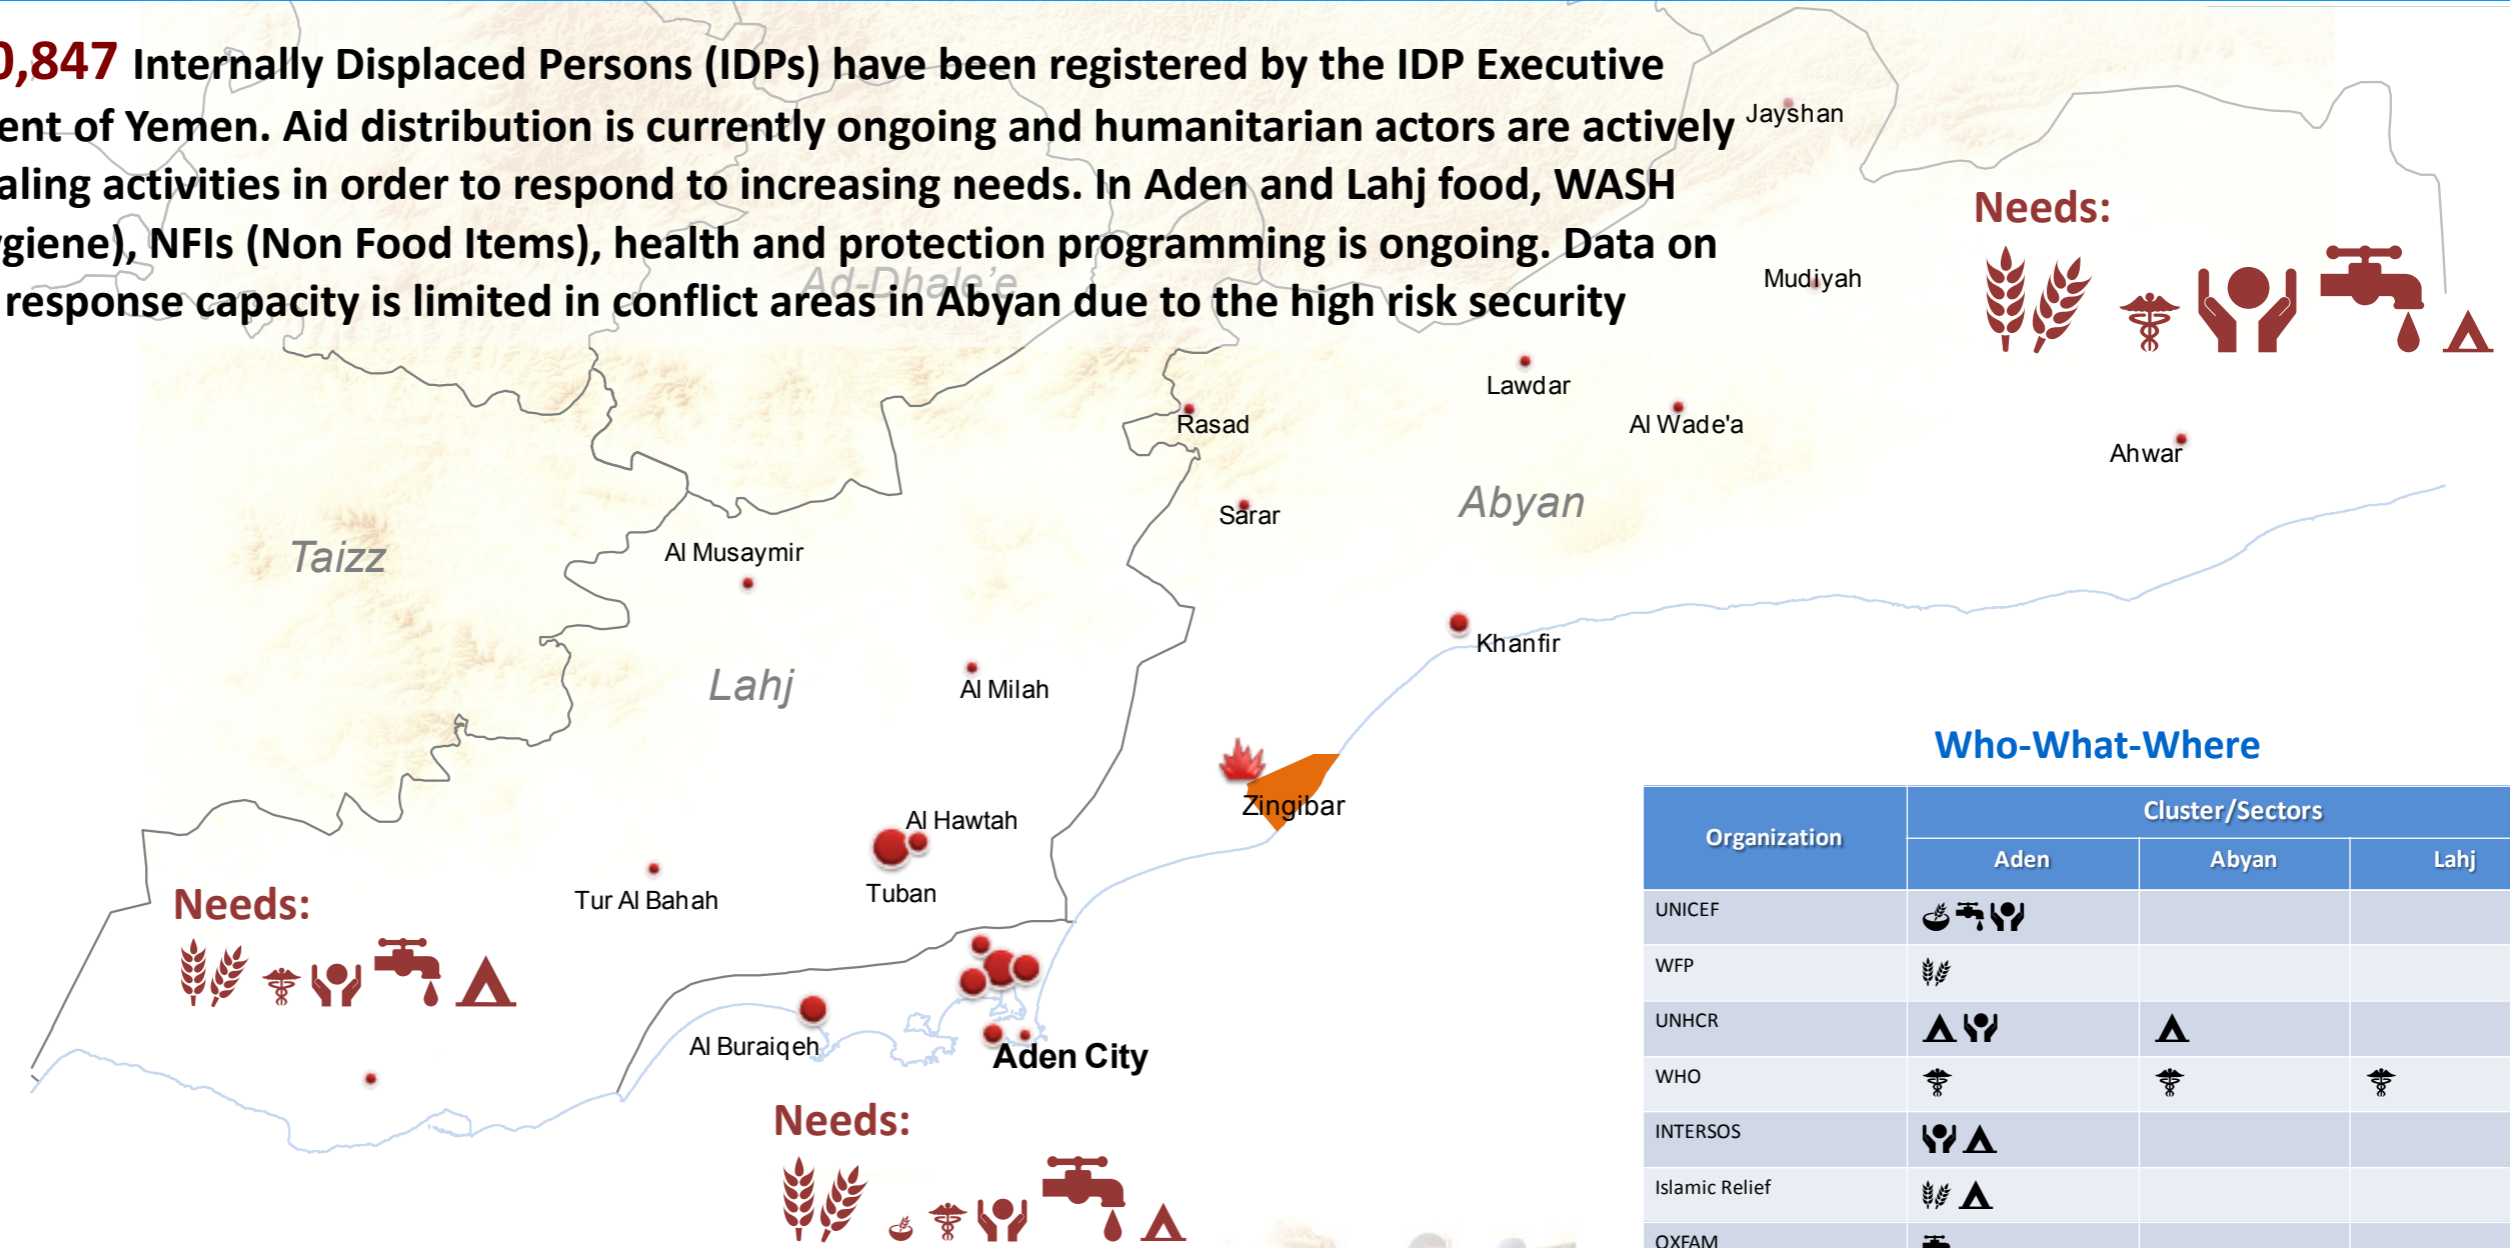 0,847 Internally Displaced Persons (IDPs) have been registered by the IDP Executive
ent of Yemen. Aid distribution is currently ongoing and humanitarian actors are actively
aling activities in order to respond to increasing needs. In Aden and Lahj food, WASH
giene), NFIs (Non Food Items), health and protection programming is ongoing. Data on
response capacity is limited in conflict areas in Abyan due to the high risk security
Ad-Dhale'e
Jayshan
Needs:
Mudiyah
Lawdar
Rasad
Al Wade'a
Ahwar
Sarar
Abyan
Taizz
Al Musaymir
Khanfir
Lahj
Al Milah
Zingibar
Al Hawtah
Tur Al Bahah
Tuban
Needs:
Al Buraiqeh
Aden City
Needs:
Who-What-Where
Organization
Cluster/Sectors
Aden Abyan Lahj
UNICEF
WFP
UNHCR
WHO
INTERSOS
Islamic Relief
OXFAM